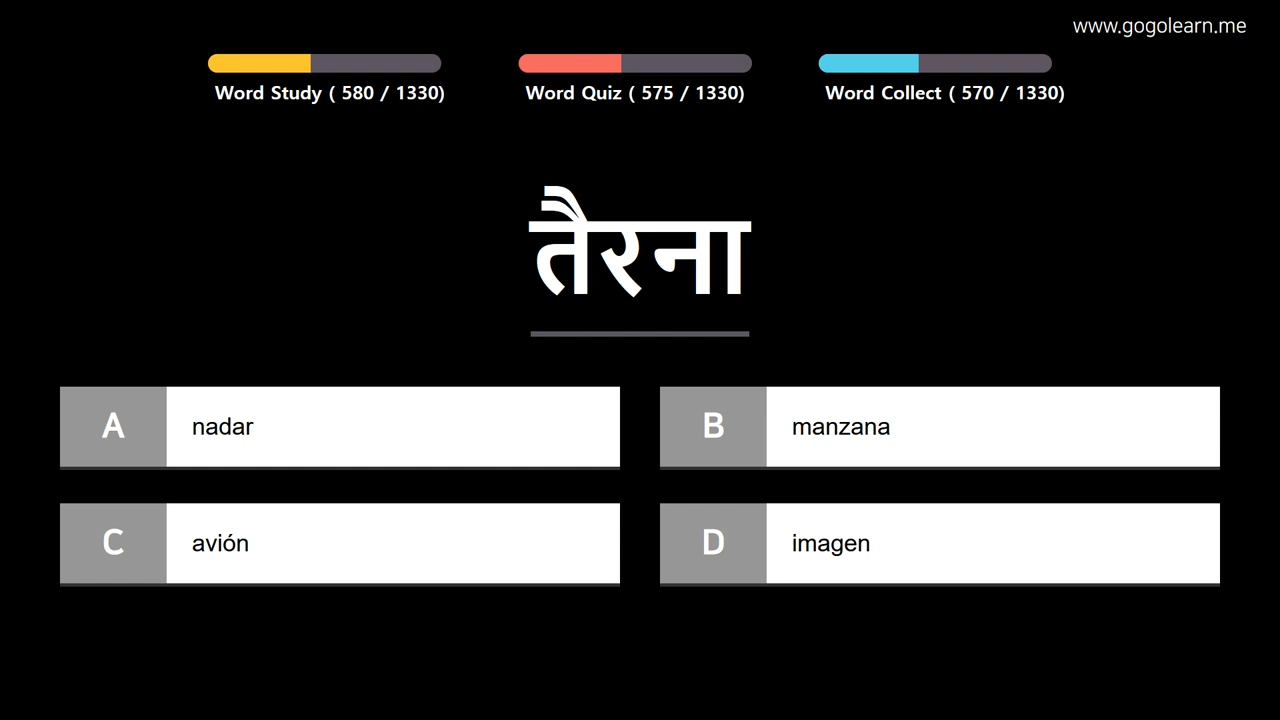 www.gogolearn.me
Word Study ( 580 / 1330)
Word Quiz ( 575 / 1330)
Word Collect ( 570 / 1330)
तैरना
A nadar
B manzana
C avión
D imagen